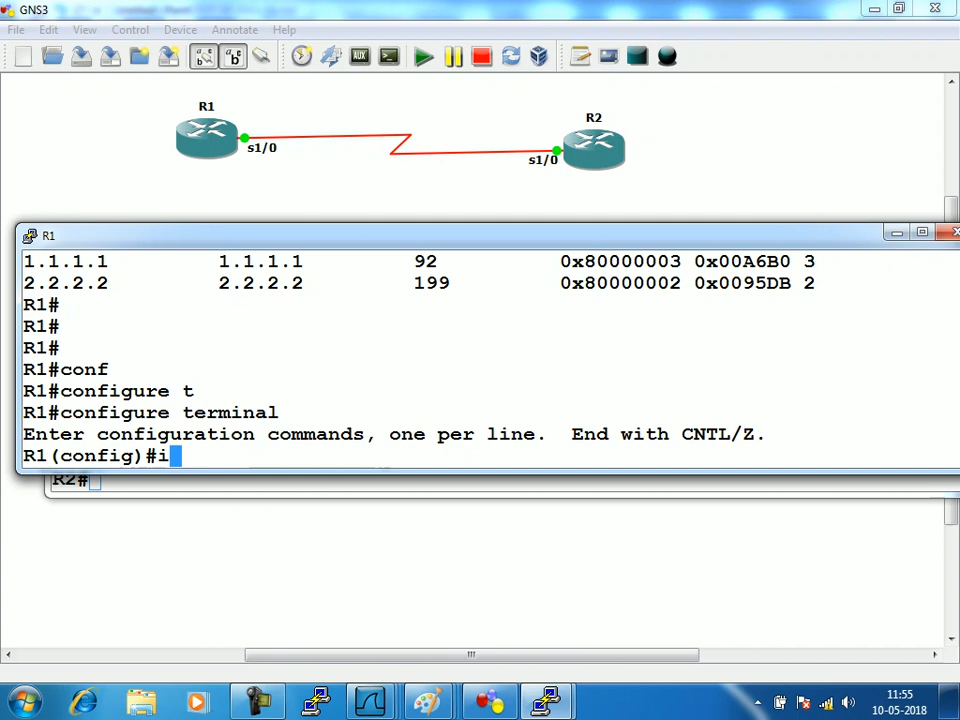 GNS3
File Edit View Control Device Annotate Help
R1
s1/0
R2
s1/0
R1
1.1.1.1 1.1.1.1 92 0x80000003 0x00A6B0 3
2.2.2.2 2.2.2.2 199 0x80000002 0x0095DB 2
R1#
R1#
R1#
R1#conf
R1#configure t
R1#configure terminal
Enter configuration commands, one per line. End with CNTL/Z.
R1(config)#i
R2#
11:55
10-05-2018